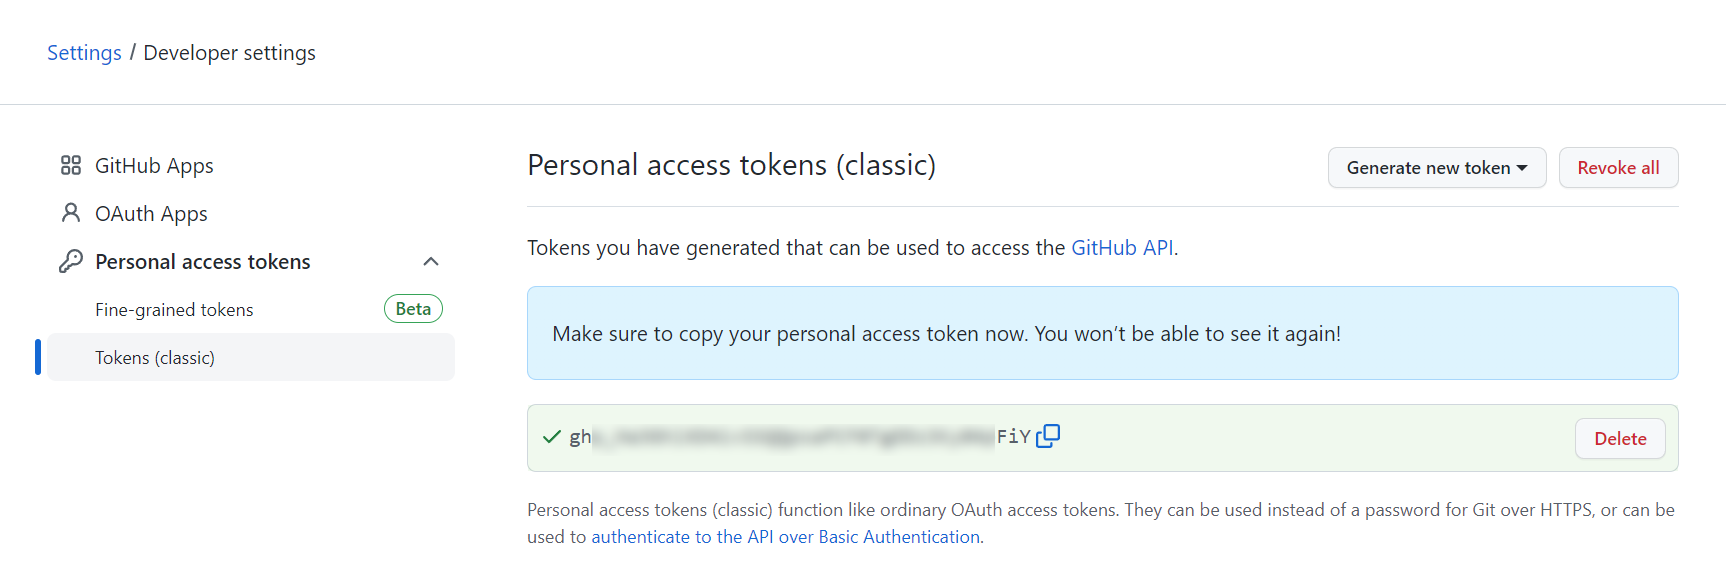 Settings / Developer settings
GitHub Apps
OAuth Apps
Personal access tokens
Fine-grained tokens Beta
Tokens (classic)
Personal access tokens (classic)
Generate new token
Revoke all
Tokens you have generated that can be used to access the GitHub API.
Make sure to copy your personal access token now. You won’t be able to see it again!
gh FiY
Delete
Personal access tokens (classic) function like ordinary OAuth access tokens. They can be used instead of a password for Git over HTTPS, or can be
used to authenticate to the API over Basic Authentication.